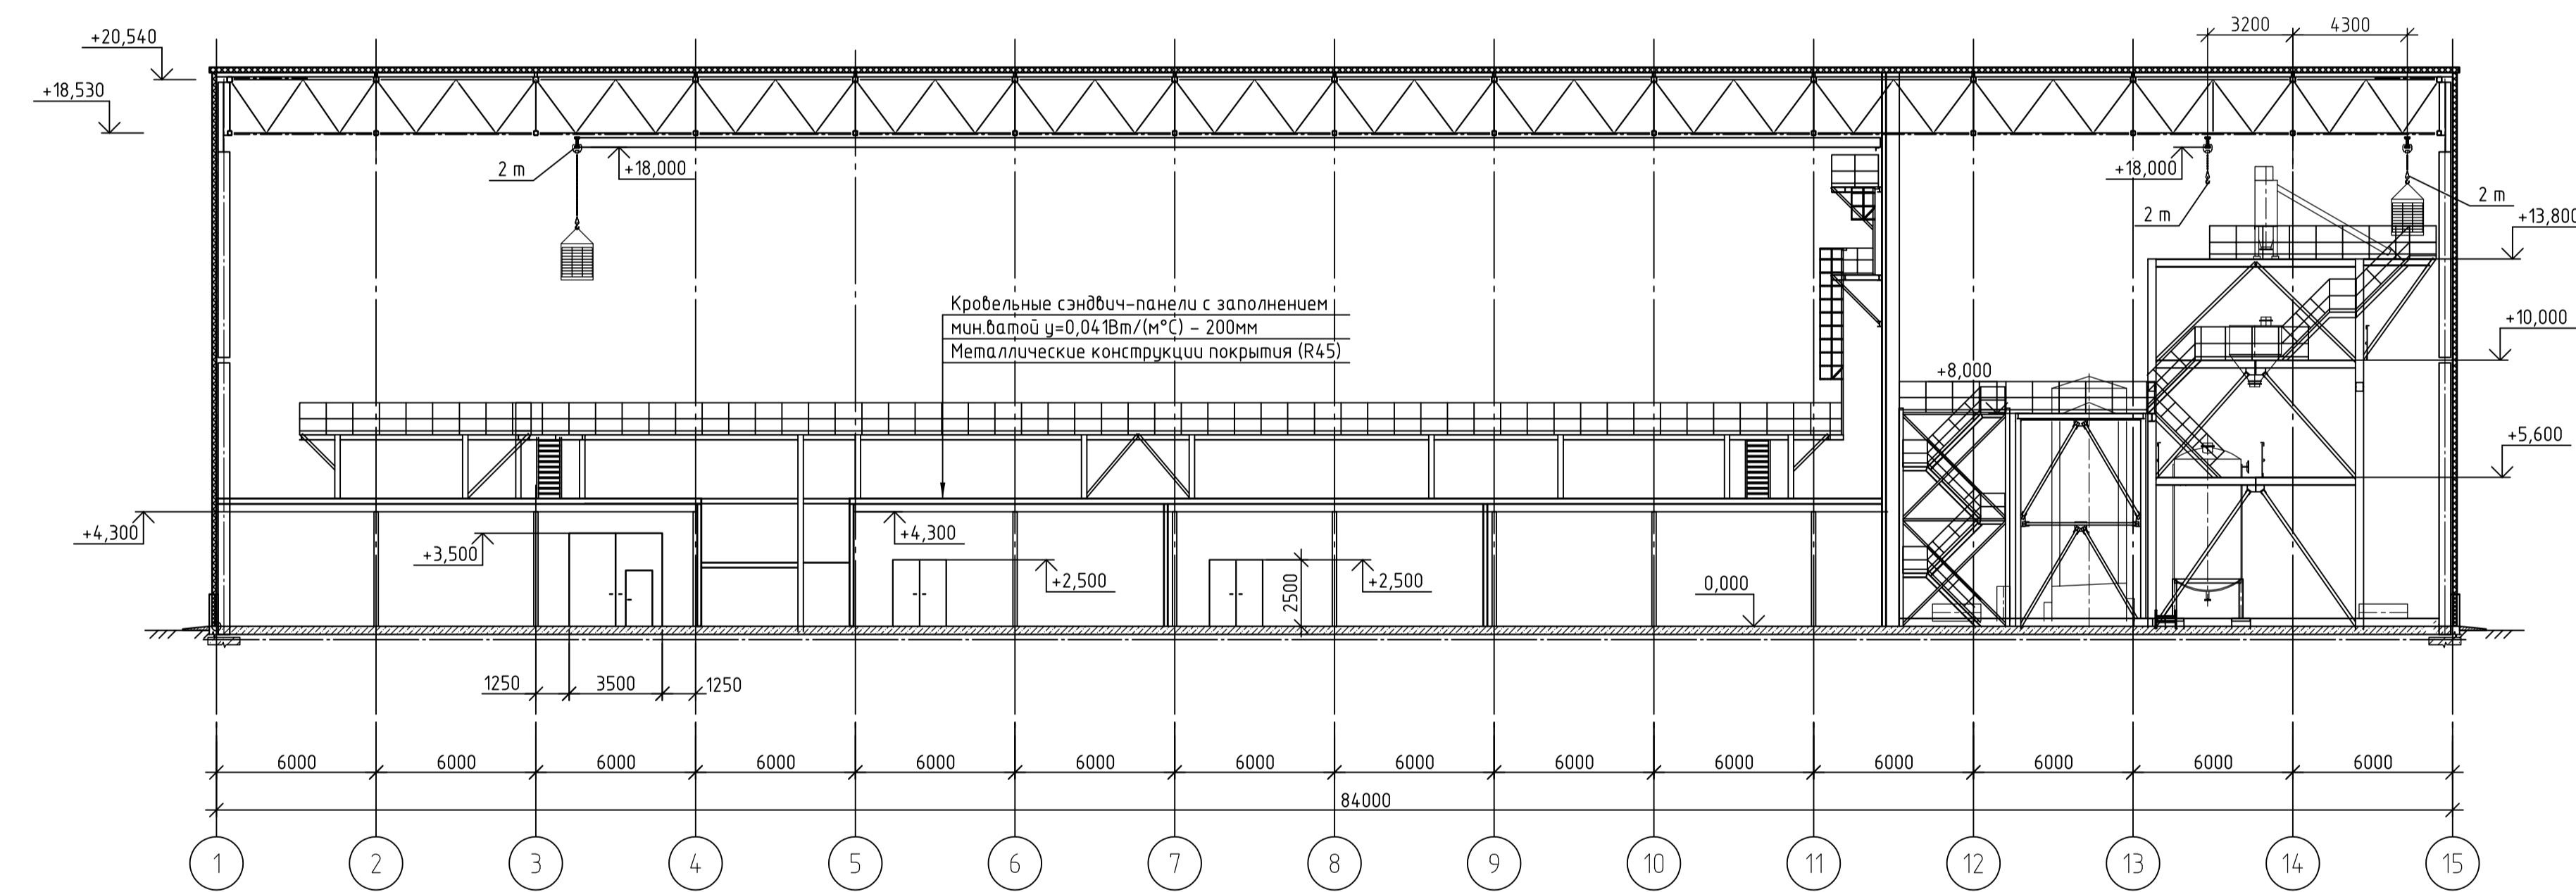 3200 4300
+20,540
+18,530
2 т
+18,000
+18,000
2 т
2 т
+13,800
Кровельные сэндвич-панели с заполнением
мин.ватой у=0,041Вт/(м°С) - 200мм
Металлические конструкции покрытия (R45)
+10,000
+8,000
+5,600
+4,300
+3,500
+4,300
+2,500
2500
+2,500
0,000
1250 3500 1250
6000 6000 6000 6000 6000 6000 6000 6000 6000 6000 6000 6000 6000 6000
84000
1 2 3 4 5 6 7 8 9 10 11 12 13 14 15